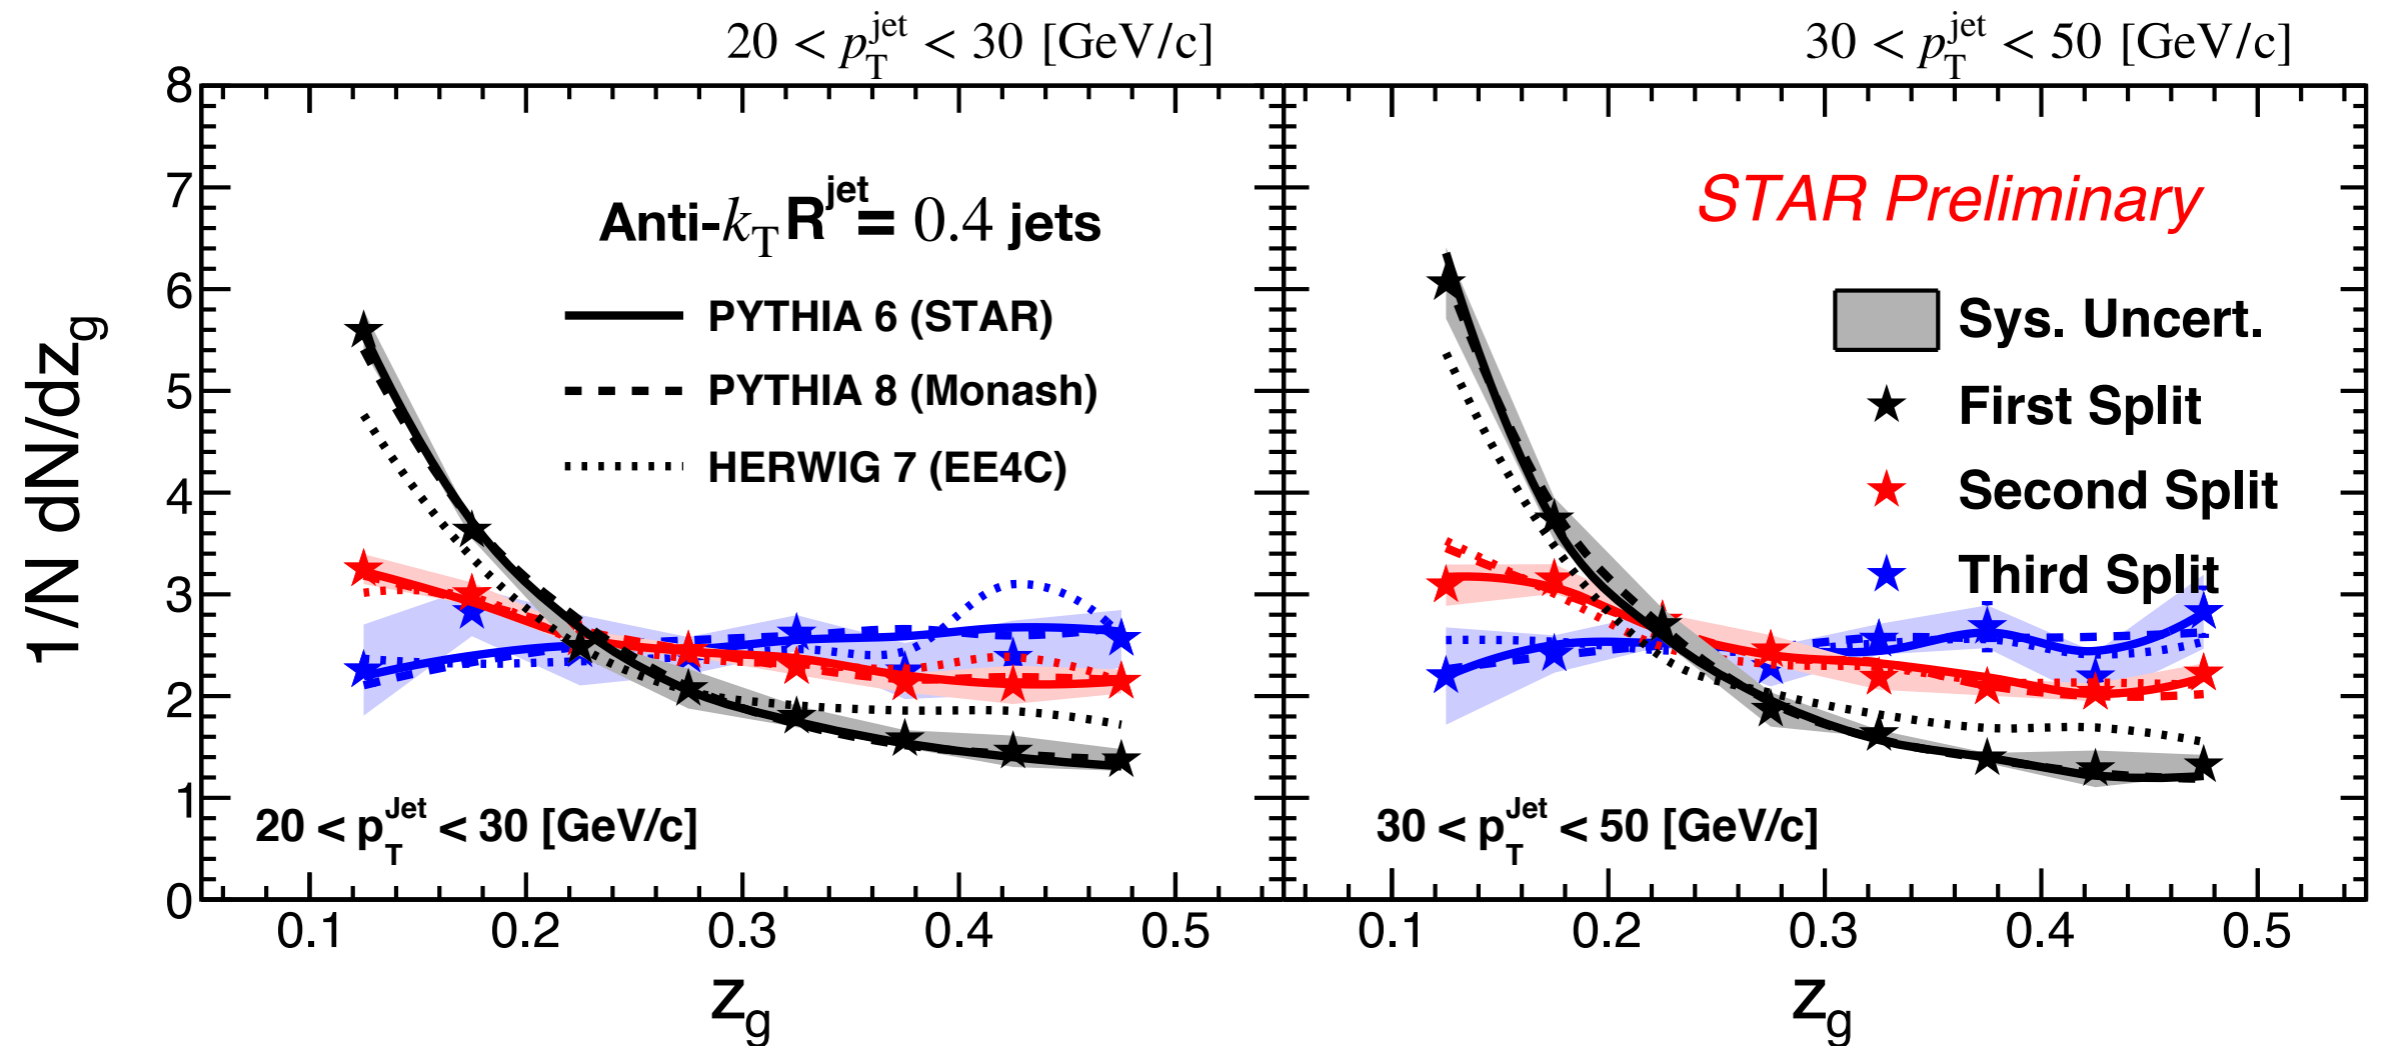 20 < p_T^jet < 30 [GeV/c]
30 < p_T^jet < 50 [GeV/c]
1/N dN/dz_g
8
7
6
5
4
3
2
1
0
Anti-k_T R^jet = 0.4 jets
PYTHIA 6 (STAR)
PYTHIA 8 (Monash)
HERWIG 7 (EE4C)
20 < p_T^Jet < 30 [GeV/c]
0.1 0.2 0.3 0.4 0.5
z_g
STAR Preliminary
Sys. Uncert.
First Split
Second Split
Third Split
30 < p_T^Jet < 50 [GeV/c]
0.1 0.2 0.3 0.4 0.5
z_g